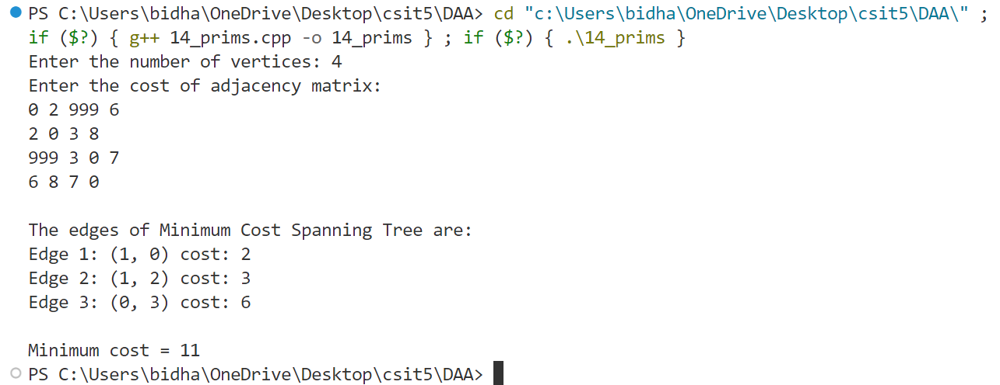 PS C:\Users\bidha\OneDrive\Desktop\csit5\DAA> cd "c:\Users\bidha\OneDrive\Desktop\csit5\DAA\" ;
if ($?) { g++ 14_prims.cpp -o 14_prims } ; if ($?) { .\14_prims }
Enter the number of vertices: 4
Enter the cost of adjacency matrix:
0 2 999 6
2 0 3 8
999 3 0 7
6 8 7 0

The edges of Minimum Cost Spanning Tree are:
Edge 1: (1, 0) cost: 2
Edge 2: (1, 2) cost: 3
Edge 3: (0, 3) cost: 6

Minimum cost = 11
PS C:\Users\bidha\OneDrive\Desktop\csit5\DAA>